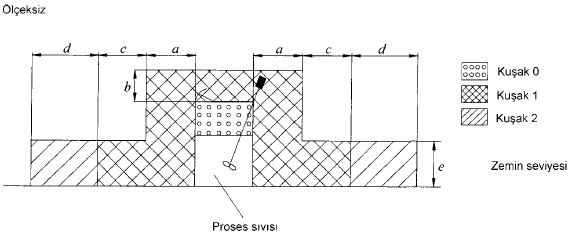 Ölçeksiz
d c a a c d
b
Kuşak 0
Kuşak 1
Kuşak 2
e
Zemin seviyesi
Proses sıvısı